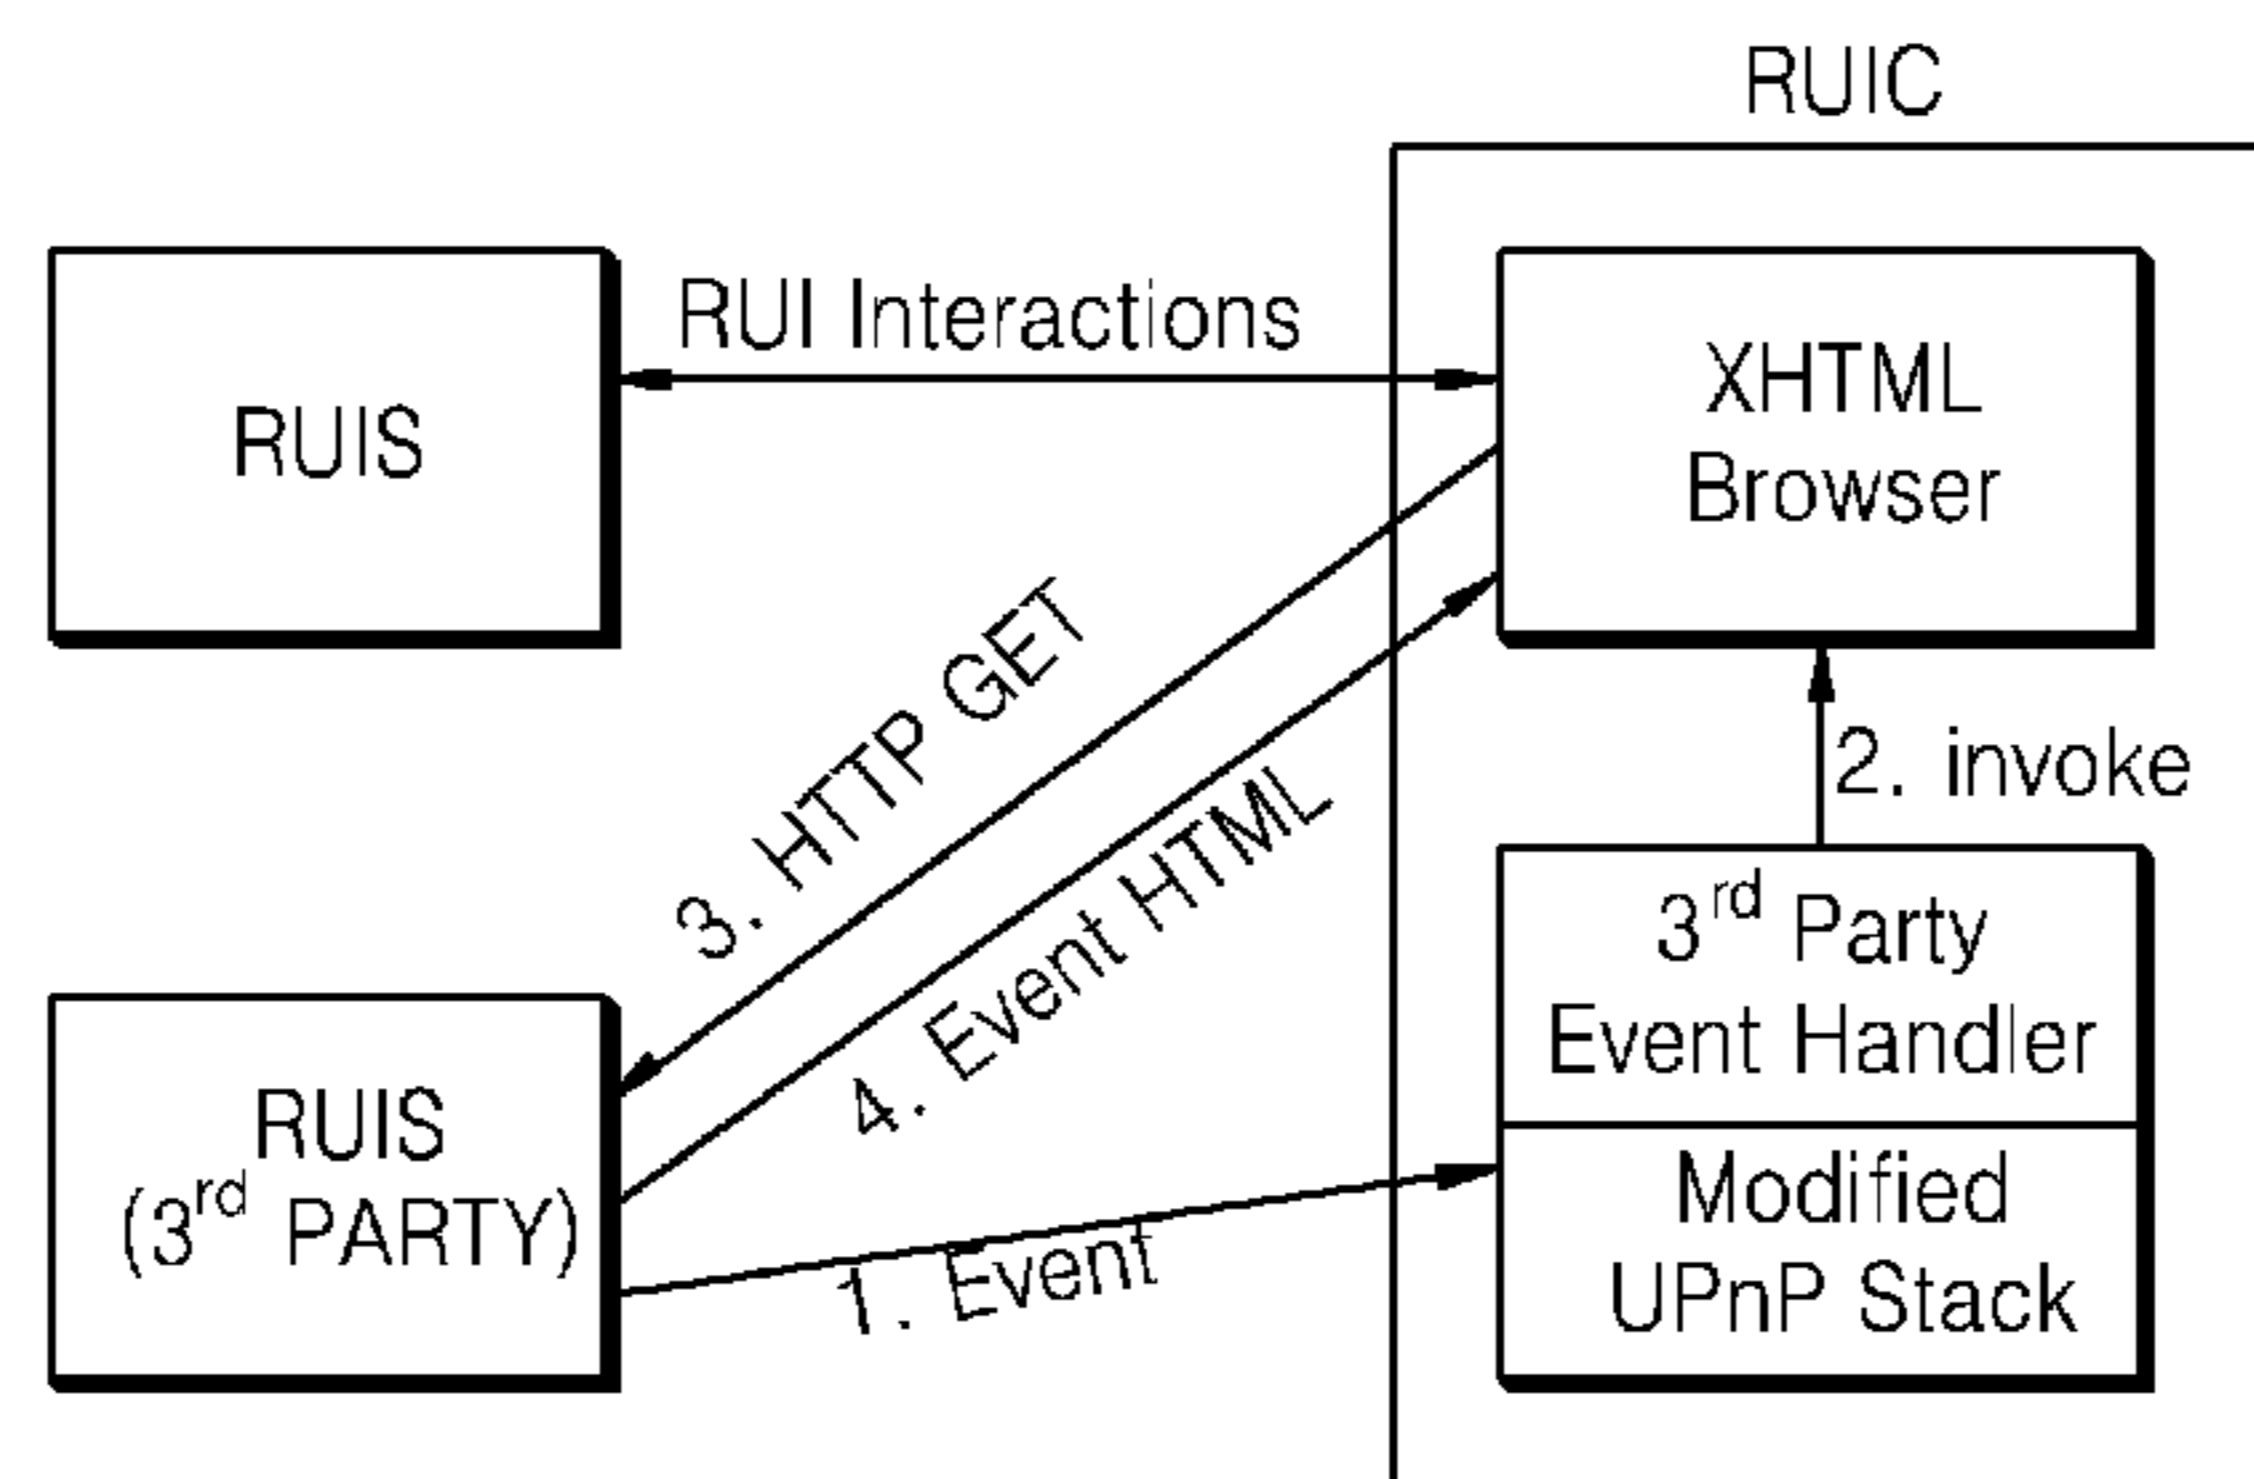 RUIC
RUI Interactions
RUIS
XHTML
Browser
3. HTTP GET
2. invoke
4. Event HTML
3rd Party
Event Handler
RUIS
(3rd PARTY)
1. Event
Modified
UPnP Stack